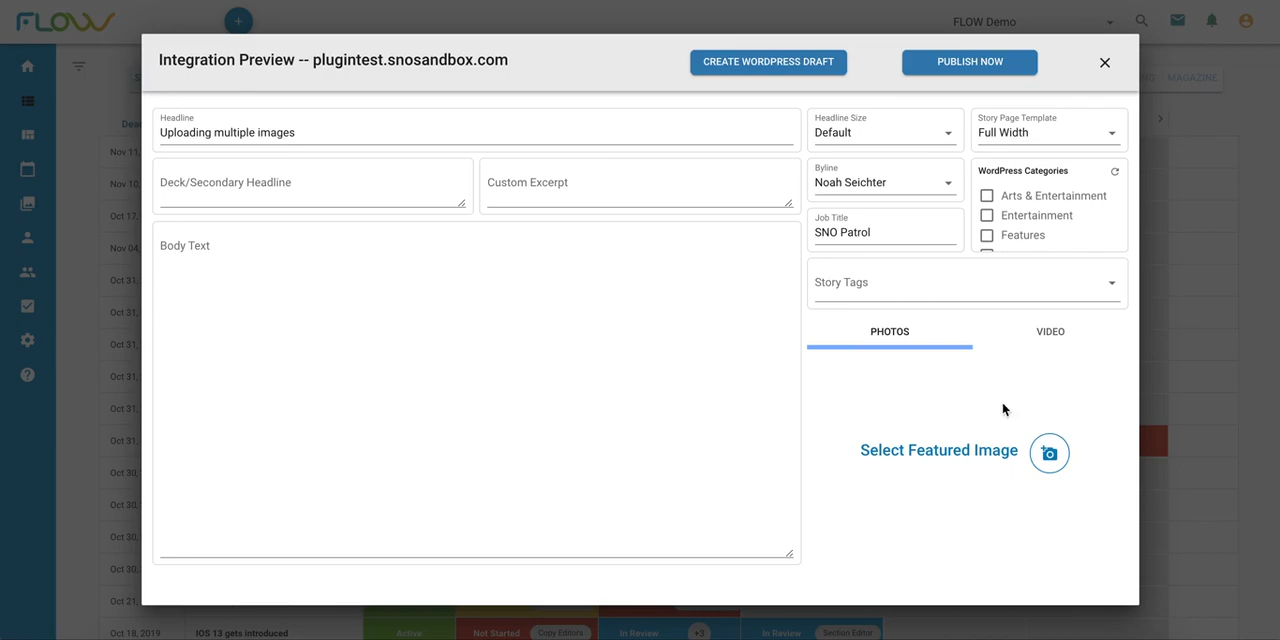 FLOW
+
FLOW Demo
Integration Preview -- plugintest.snosandbox.com
CREATE WORDPRESS DRAFT
PUBLISH NOW
MAGAZINE
Headline
Uploading multiple images
Headline Size
Default
Story Page Template
Full Width
Deck/Secondary Headline
Custom Excerpt
Byline
Noah Seichter
WordPress Categories
Arts & Entertainment
Entertainment
Features
Job Title
SNO Patrol
Body Text
Story Tags
PHOTOS
VIDEO
Select Featured Image
Nov 11,
Nov 10,
Oct 17,
Nov 04,
Oct 31,
Oct 31,
Oct 31,
Oct 31,
Oct 31,
Oct 31,
Oct 30,
Oct 30,
Oct 30,
Oct 30,
Oct 21,
Oct 18, 2019
IOS 13 gets introduced
Active
Not Started
Copy Editors
In Review
+3
In Review
Section Editor